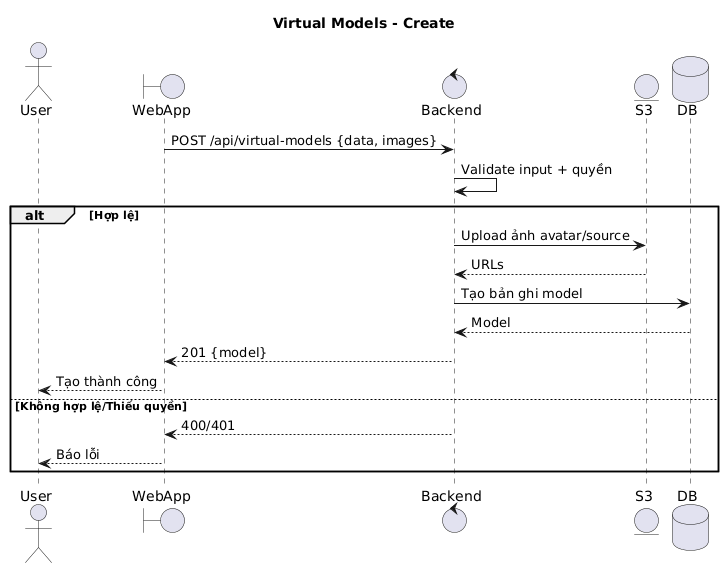 Virtual Models - Create
User
WebApp
Backend
S3
DB
POST /api/virtual-models {data, images}
Validate input + quyền
alt
[Hợp lệ]
Upload ảnh avatar/source
URLs
Tạo bản ghi model
Model
201 {model}
Tạo thành công
[Không hợp lệ/Thiếu quyền]
400/401
Báo lỗi
User
WebApp
Backend
S3
DB